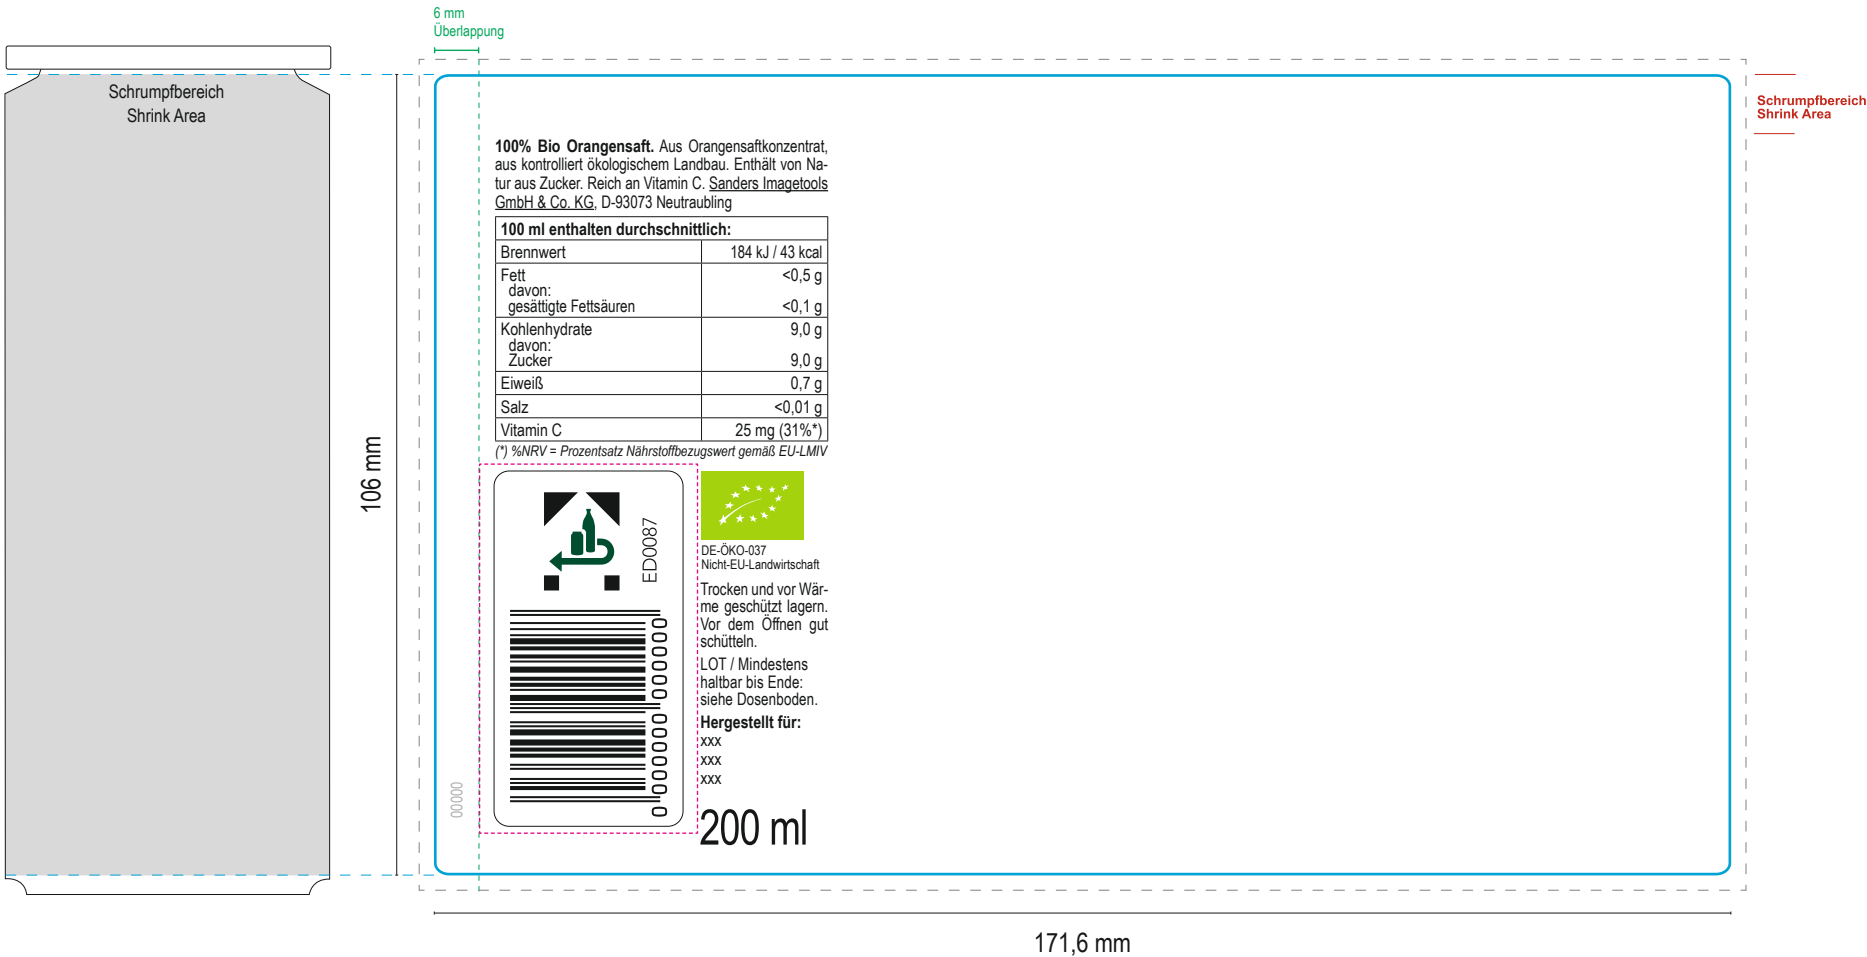 6 mm
Überlappung
Schrumpfbereich
Shrink Area
Schrumpfbereich
Shrink Area
100% Bio Orangensaft. Aus Orangensaftkonzentrat,
aus kontrolliert ökologischem Landbau. Enthält von Na-
tur aus Zucker. Reich an Vitamin C. Sanders Imagetools
GmbH & Co. KG, D-93073 Neutraubling
100 ml enthalten durchschnittlich:
Brennwert 184 kJ / 43 kcal
Fett <0,5 g
davon:
gesättigte Fettsäuren <0,1 g
Kohlenhydrate 9,0 g
davon:
Zucker 9,0 g
Eiweiß 0,7 g
Salz <0,01 g
Vitamin C 25 mg (31%*)
(*) %NRV = Prozentsatz Nährstoffbezugswert gemäß EU-LMIV
106 mm
ED0087
0 000000 000000
00000
DE-ÖKO-037
Nicht-EU-Landwirtschaft
Trocken und vor Wär-
me geschützt lagern.
Vor dem Öffnen gut
schütteln.
LOT / Mindestens
haltbar bis Ende:
siehe Dosenboden.
Hergestellt für:
xxx
xxx
xxx
200 ml
171,6 mm